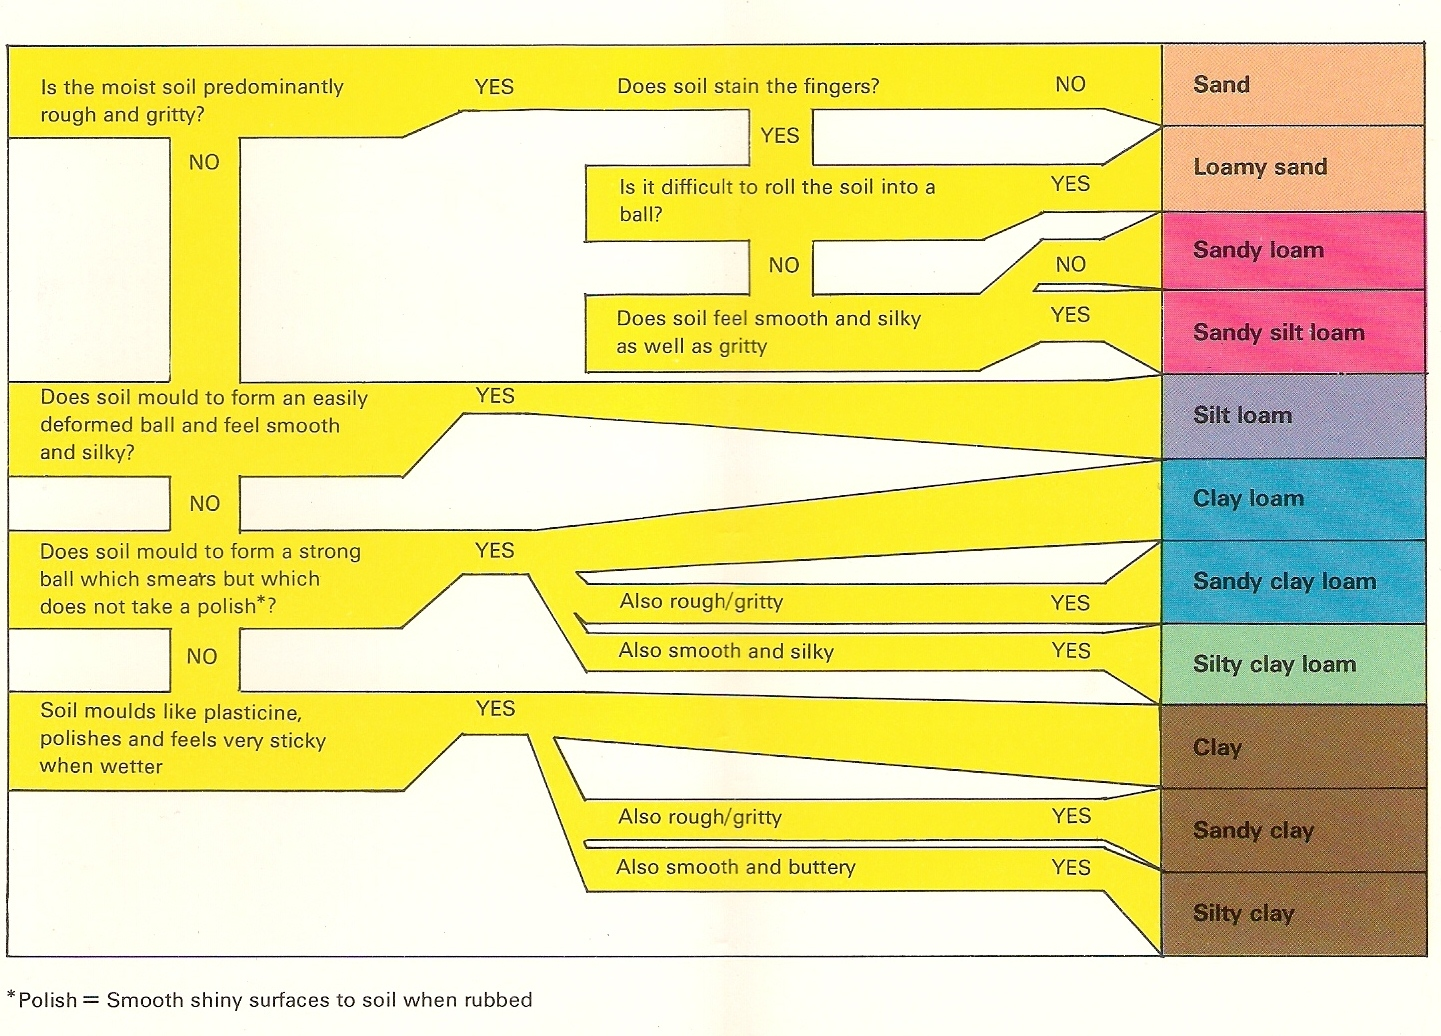 Is the moist soil predominantly
rough and gritty?
YES
Does soil stain the fingers?
NO
Sand
NO
YES
Is it difficult to roll the soil into a
ball?
YES
Loamy sand
NO
NO
Sandy loam
Does soil feel smooth and silky
as well as gritty
YES
Sandy silt loam
Does soil mould to form an easily
deformed ball and feel smooth
and silky?
YES
Silt loam
NO
Clay loam
Does soil mould to form a strong
ball which smears but which
does not take a polish*?
YES
Also rough/gritty
YES
Sandy clay loam
NO
Also smooth and silky
YES
Silty clay loam
Soil moulds like plasticine,
polishes and feels very sticky
when wetter
YES
Clay
Also rough/gritty
YES
Sandy clay
Also smooth and buttery
YES
Silty clay
*Polish = Smooth shiny surfaces to soil when rubbed